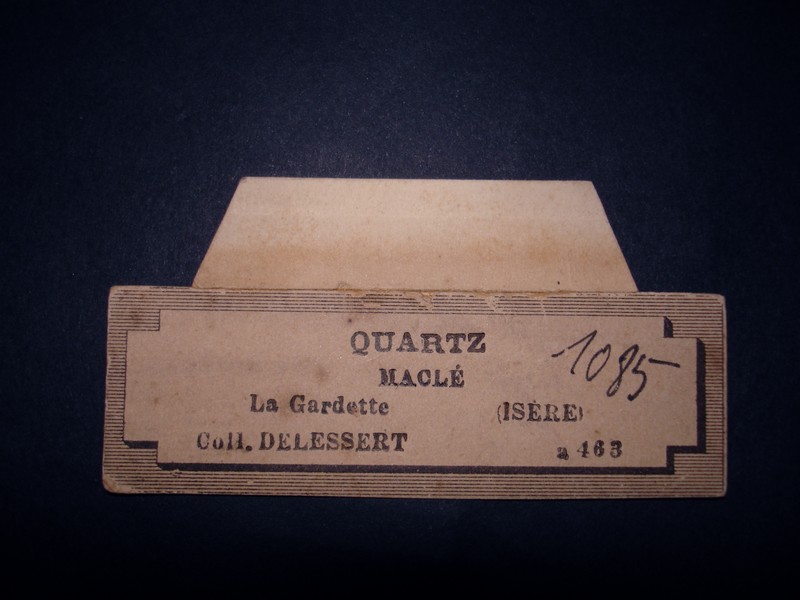 QUARTZ
MACLÉ
1085
La Gardette (ISÈRE)
Coll. DELESSERT a 463